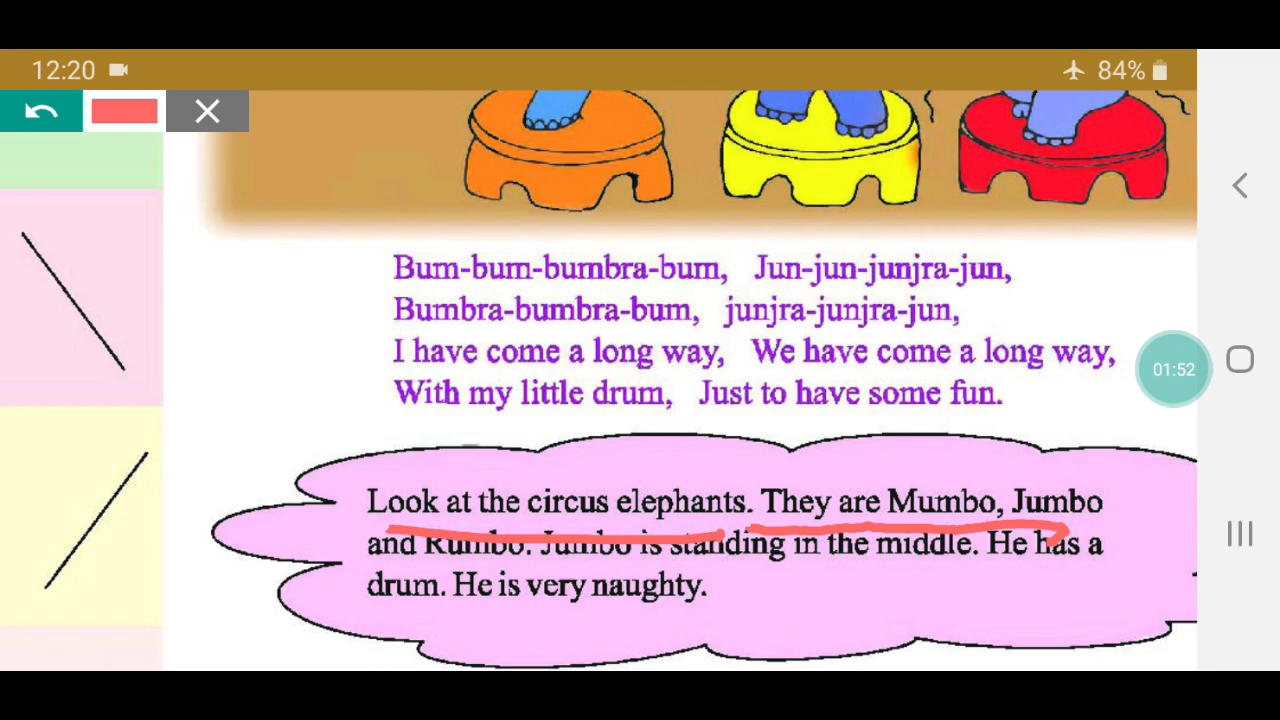 12:20
84%
Bum-bum-bumbra-bum, Jun-jun-junjra-jun,
Bumbra-bumbra-bum, junjra-junjra-jun,
I have come a long way, We have come a long way,
With my little drum, Just to have some fun.
01:52
Look at the circus elephants. They are Mumbo, Jumbo
and Rumbo. Jumbo is standing in the middle. He has a
drum. He is very naughty.